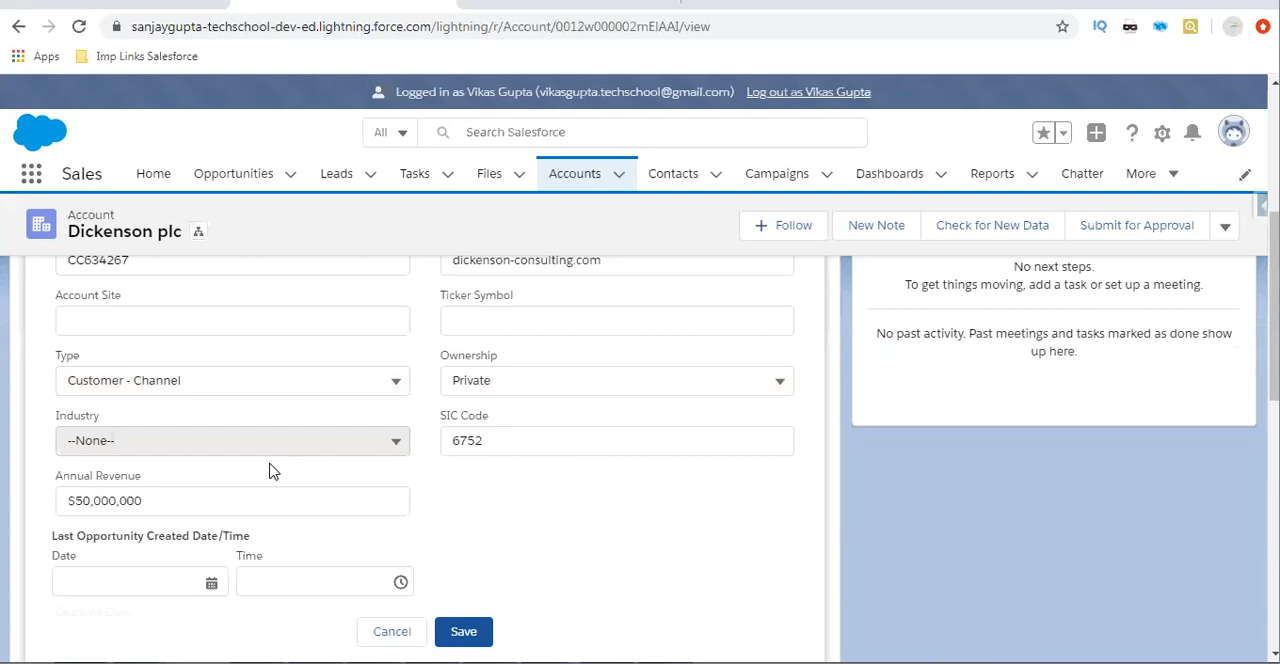 sanjaygupta-techschool-dev-ed.lightning.force.com/lightning/r/Account/0012w000002mEIAAI/view
Apps Imp Links Salesforce
Logged in as Vikas Gupta (vikasgupta.techschool@gmail.com) Log out as Vikas Gupta
All Search Salesforce
Sales Home Opportunities Leads Tasks Files Accounts Contacts Campaigns Dashboards Reports Chatter More
Account
Dickenson plc
+ Follow New Note Check for New Data Submit for Approval
CC634267 dickenson-consulting.com
Account Site Ticker Symbol
Type Ownership
Customer - Channel Private
Industry SIC Code
--None-- 6752
Annual Revenue
$50,000,000
Last Opportunity Created Date/Time
Date Time
Deadline Date
Cancel Save
No next steps.
To get things moving, add a task or set up a meeting.
No past activity. Past meetings and tasks marked as done show
up here.